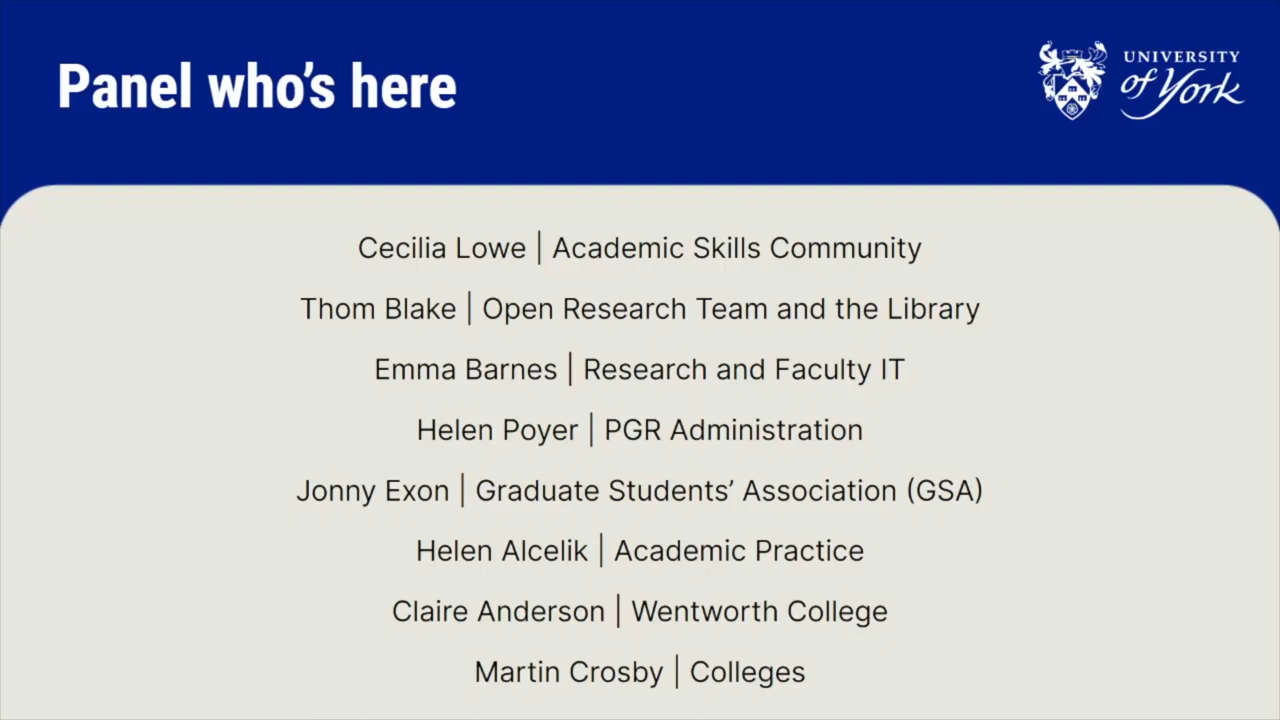 Panel who's here
UNIVERSITY
of York
Cecilia Lowe | Academic Skills Community
Thom Blake | Open Research Team and the Library
Emma Barnes | Research and Faculty IT
Helen Poyer | PGR Administration
Jonny Exon | Graduate Students' Association (GSA)
Helen Alcelik | Academic Practice
Claire Anderson | Wentworth College
Martin Crosby | Colleges